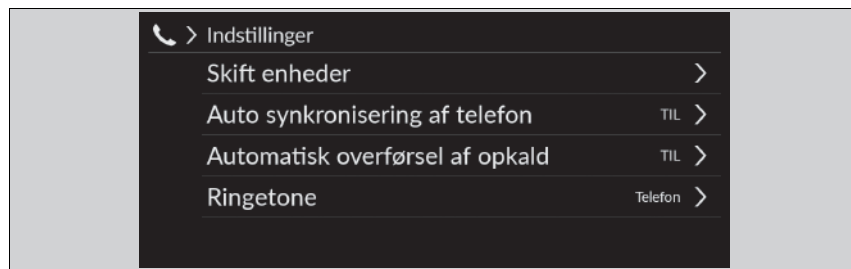 Indstillinger
Skift enheder
Auto synkronisering af telefon TIL
Automatisk overførsel af opkald TIL
Ringetone Telefon